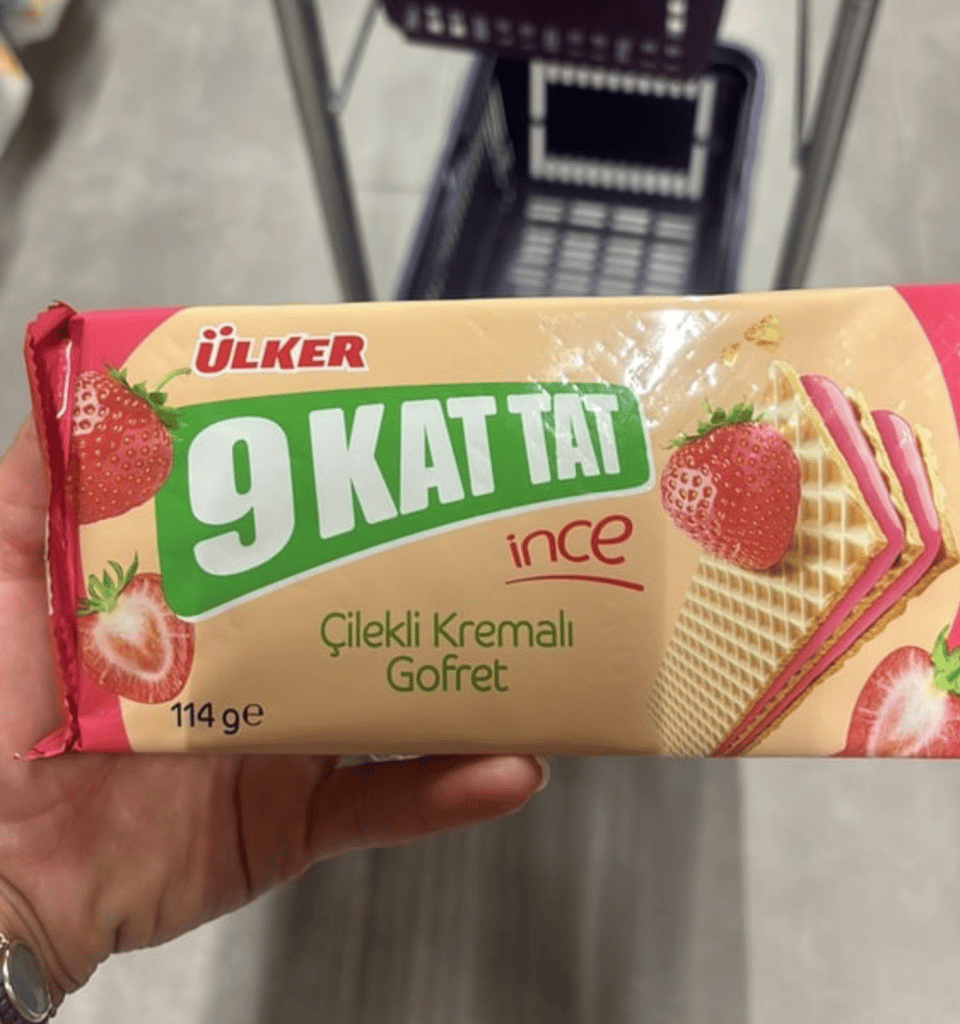 ÜLKER
9 KAT TAT
ince
Çilekli Kremalı
Gofret
114 g℮